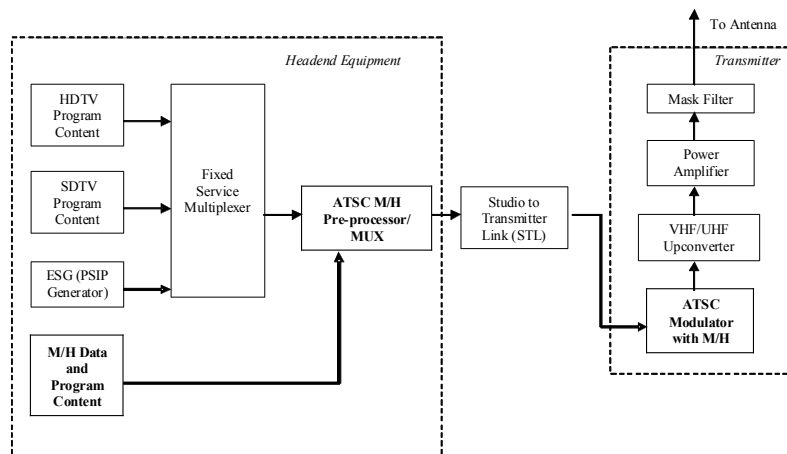 Headend Equipment
HDTV
Program
Content
SDTV
Program
Content
ESG (PSIP
Generator)
M/H Data
and
Program
Content
Fixed
Service
Multiplexer
ATSC M/H
Pre-processor/
MUX
Studio to
Transmitter
Link (STL)
To Antenna
Transmitter
Mask Filter
Power
Amplifier
VHF/UHF
Upconverter
ATSC
Modulator
with M/H